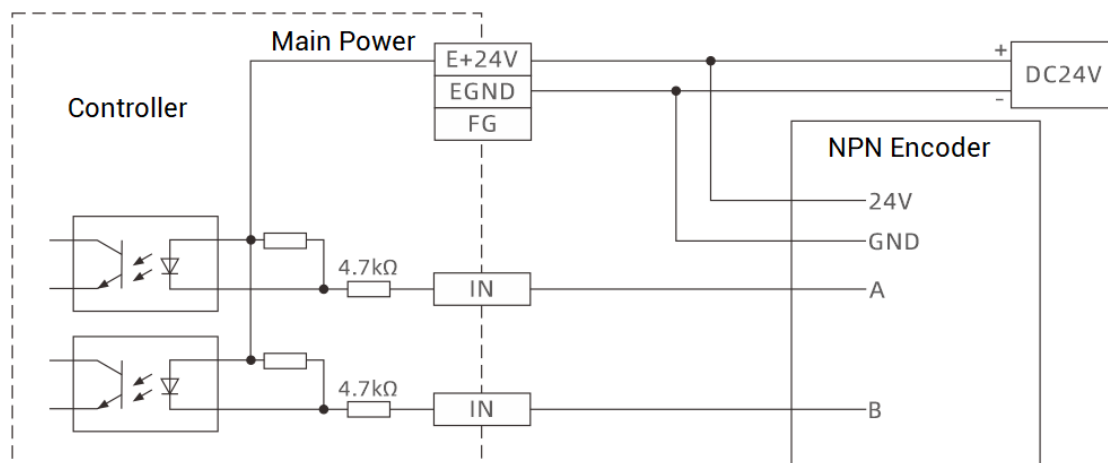 Main Power
E+24V
EGND
FG
+
-
DC24V
Controller
NPN Encoder
24V
GND
4.7kΩ
IN
A
4.7kΩ
IN
B